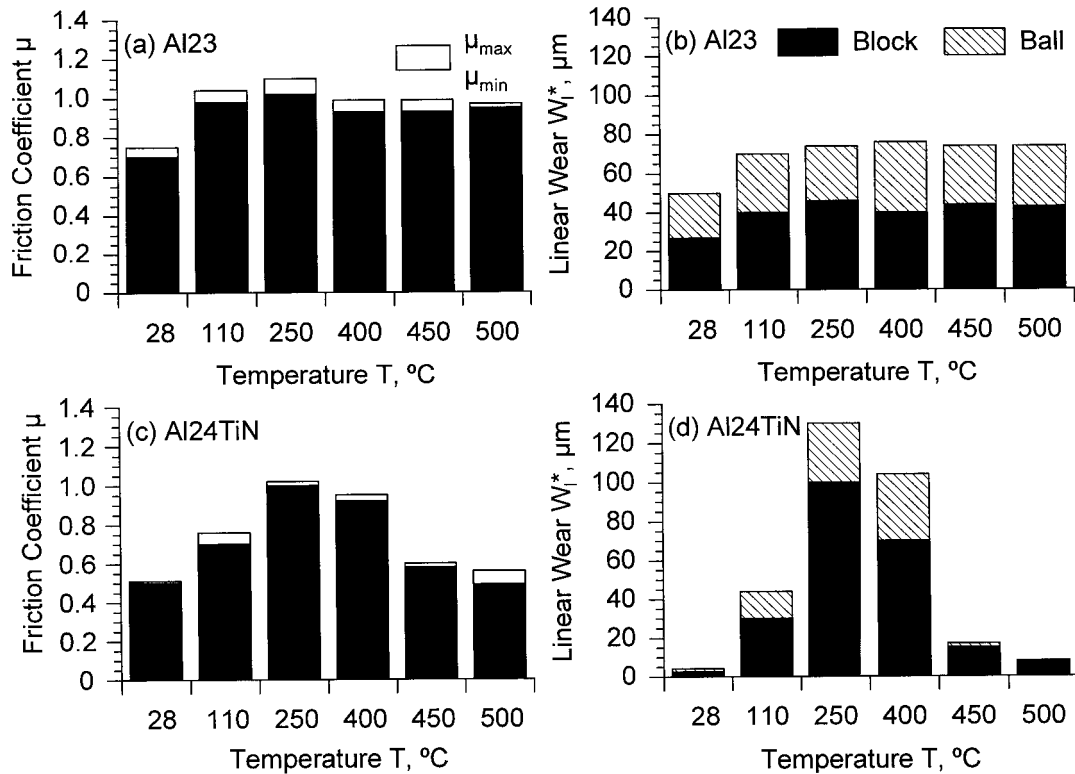 (a) Al23
μmax
μmin
Friction Coefficient μ
1.4
1.2
1.0
0.8
0.6
0.4
0.2
0
28 110 250 400 450 500
Temperature T, ºC
(b) Al23 Block Ball
Linear Wear Wl*, μm
140
120
100
80
60
40
20
0
28 110 250 400 450 500
Temperature T, ºC
(c) Al24TiN
Friction Coefficient μ
1.4
1.2
1.0
0.8
0.6
0.4
0.2
0
28 110 250 400 450 500
Temperature T, ºC
(d) Al24TiN
Linear Wear Wl*, μm
140
120
100
80
60
40
20
0
28 110 250 400 450 500
Temperature T, ºC